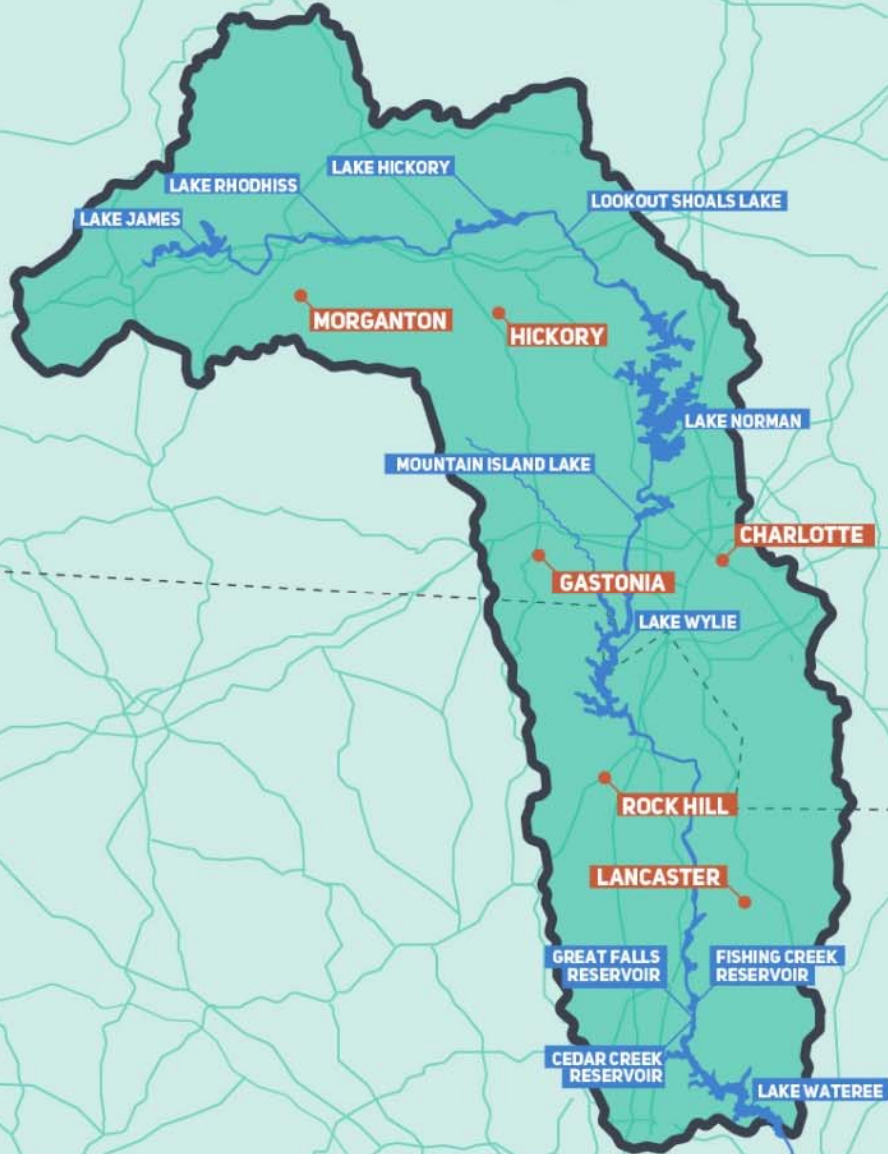 LAKE HICKORY
LAKE RHODHISS
LOOKOUT SHOALS LAKE
LAKE JAMES
MORGANTON
HICKORY
LAKE NORMAN
MOUNTAIN ISLAND LAKE
CHARLOTTE
GASTONIA
LAKE WYLIE
ROCK HILL
LANCASTER
GREAT FALLS
RESERVOIR
FISHING CREEK
RESERVOIR
CEDAR CREEK
RESERVOIR
LAKE WATEREE